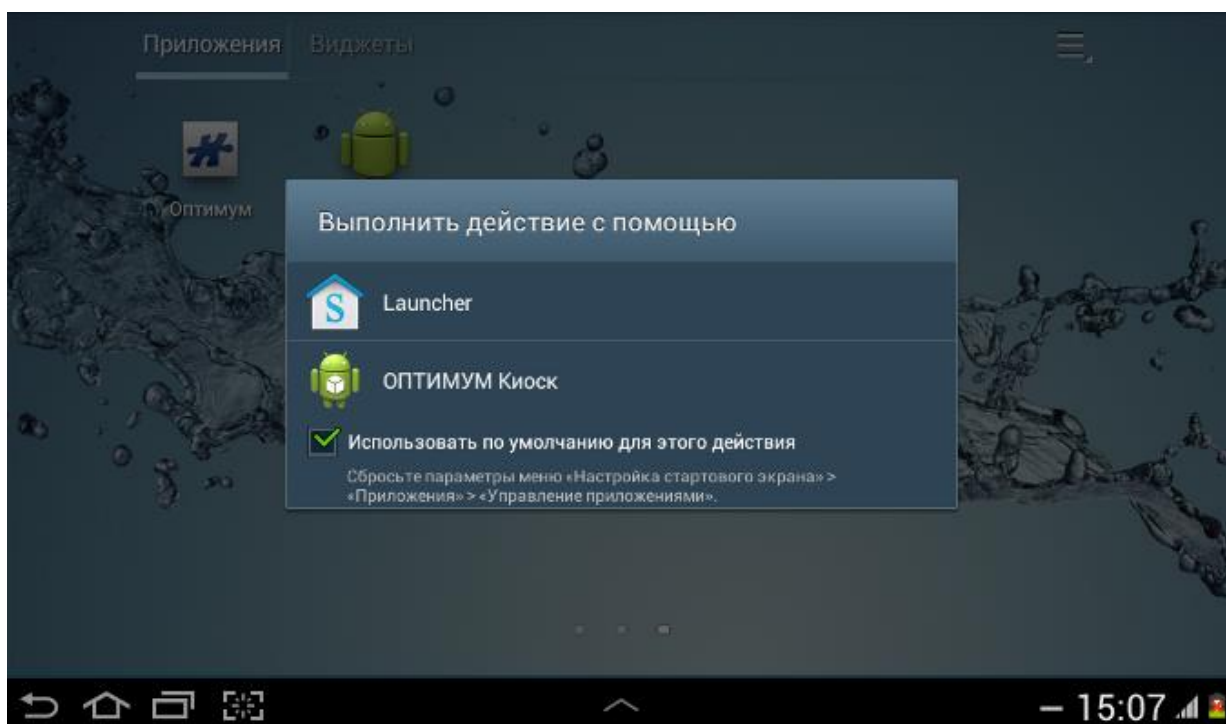 Приложения Виджеты
Оптимум
Выполнить действие с помощью
S
Launcher
ОПТИМУМ Киоск
Использовать по умолчанию для этого действия
Сбросьте параметры меню «Настройка стартового экрана» >
«Приложения» > «Управление приложениями».
15:07